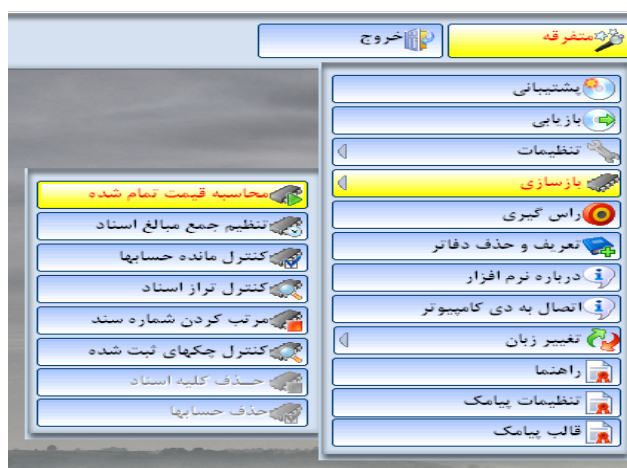 متفرقه
خروج
پشتیبانی
بازیابی
تنظیمات
بازسازی
راس گیری
تعریف و حذف دفاتر
درباره نرم افزار
اتصال به دی کامپیوتر
تغییر زبان
راهنما
تنظیمات پیامک
قالب پیامک
محاسبه قیمت تمام شده
تنظیم جمع مبالغ اسناد
کنترل مانده حسابها
کنترل تراز اسناد
مرتب کردن شماره سند
کنترل چکهای ثبت شده
حــذف کلیه اسناد
حذف حسابها